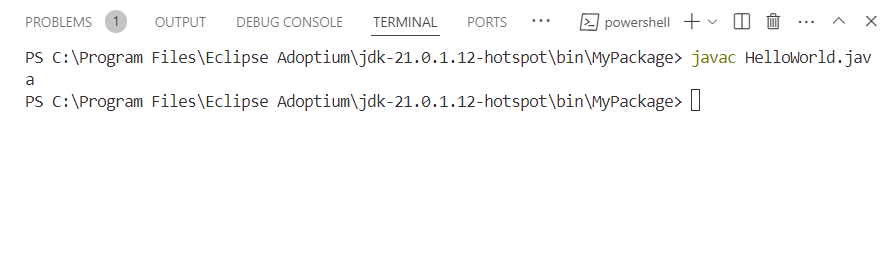 PROBLEMS 1 OUTPUT DEBUG CONSOLE TERMINAL PORTS ··· powershell
PS C:\Program Files\Eclipse Adoptium\jdk-21.0.1.12-hotspot\bin\MyPackage> javac HelloWorld.jav
a
PS C:\Program Files\Eclipse Adoptium\jdk-21.0.1.12-hotspot\bin\MyPackage>